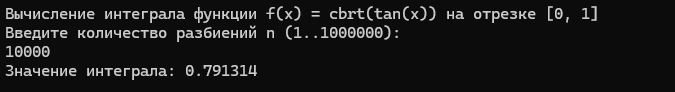 Вычисление интеграла функции f(x) = cbrt(tan(x)) на отрезке [0, 1]
Введите количество разбиений n (1..1000000):
10000
Значение интеграла: 0.791314